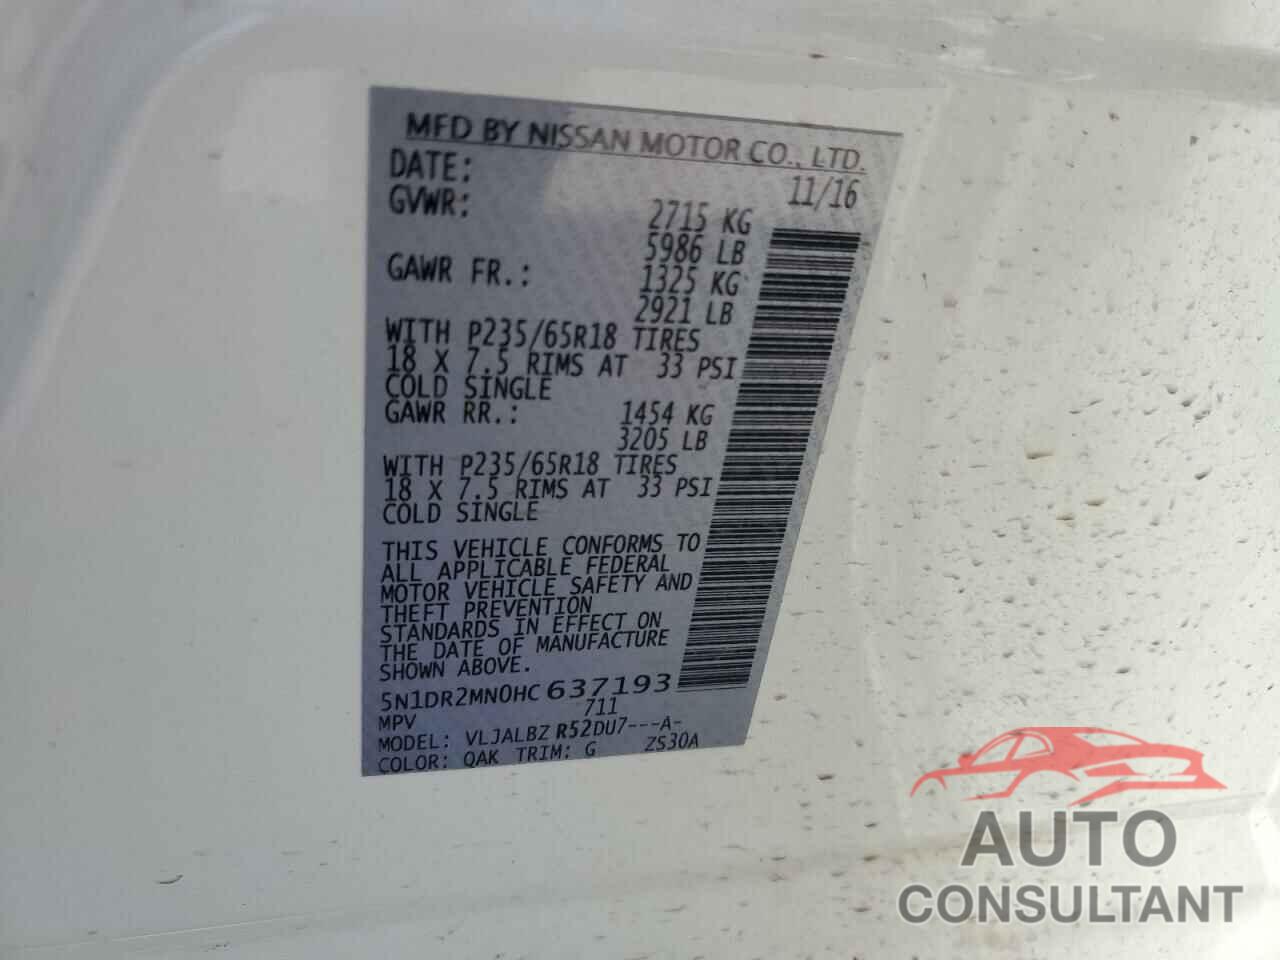 MFD BY NISSAN MOTOR CO., LTD.
DATE: 11/16
GVWR: 2715 KG
5986 LB
GAWR FR.: 1325 KG
2921 LB
WITH P235/65R18 TIRES
18 X 7.5 RIMS AT 33 PSI
COLD SINGLE
GAWR RR.: 1454 KG
3205 LB
WITH P235/65R18 TIRES
18 X 7.5 RIMS AT 33 PSI
COLD SINGLE
THIS VEHICLE CONFORMS TO
ALL APPLICABLE FEDERAL
MOTOR VEHICLE SAFETY AND
THEFT PREVENTION
STANDARDS IN EFFECT ON
THE DATE OF MANUFACTURE
SHOWN ABOVE.
5N1DR2MN0HC 637193
MPV 711
MODEL: VLJALBZ R52DU7---A-
COLOR: QAK TRIM: G ZS30A
AUTO
CONSULTANT